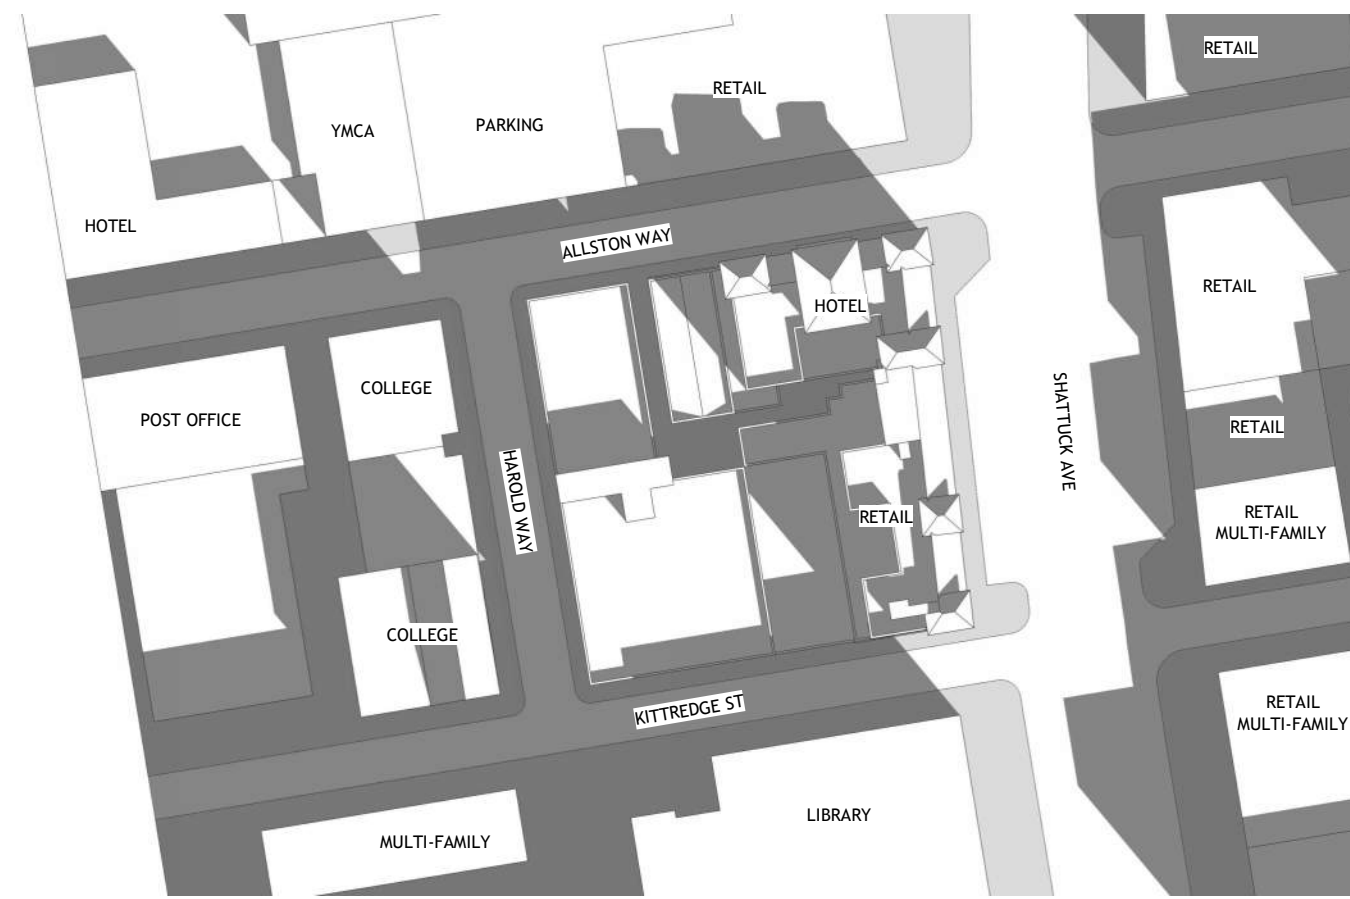 RETAIL
RETAIL
YMCA
PARKING
HOTEL
ALLSTON WAY
HOTEL
RETAIL
POST OFFICE
COLLEGE
SHATTUCK AVE
RETAIL
HAROLD WAY
RETAIL
RETAIL
MULTI-FAMILY
COLLEGE
KITTREDGE ST
RETAIL
MULTI-FAMILY
LIBRARY
MULTI-FAMILY